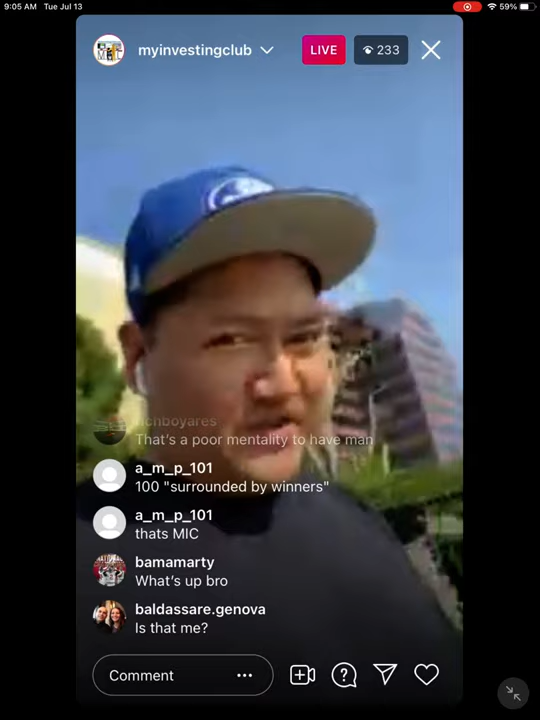 9:05 AM Tue Jul 13
59%
myinvestingclub
LIVE
233
richboyares
That's a poor mentality to have man
a_m_p_101
100 "surrounded by winners"
a_m_p_101
thats MIC
bamamarty
What's up bro
baldassare.genova
Is that me?
Comment